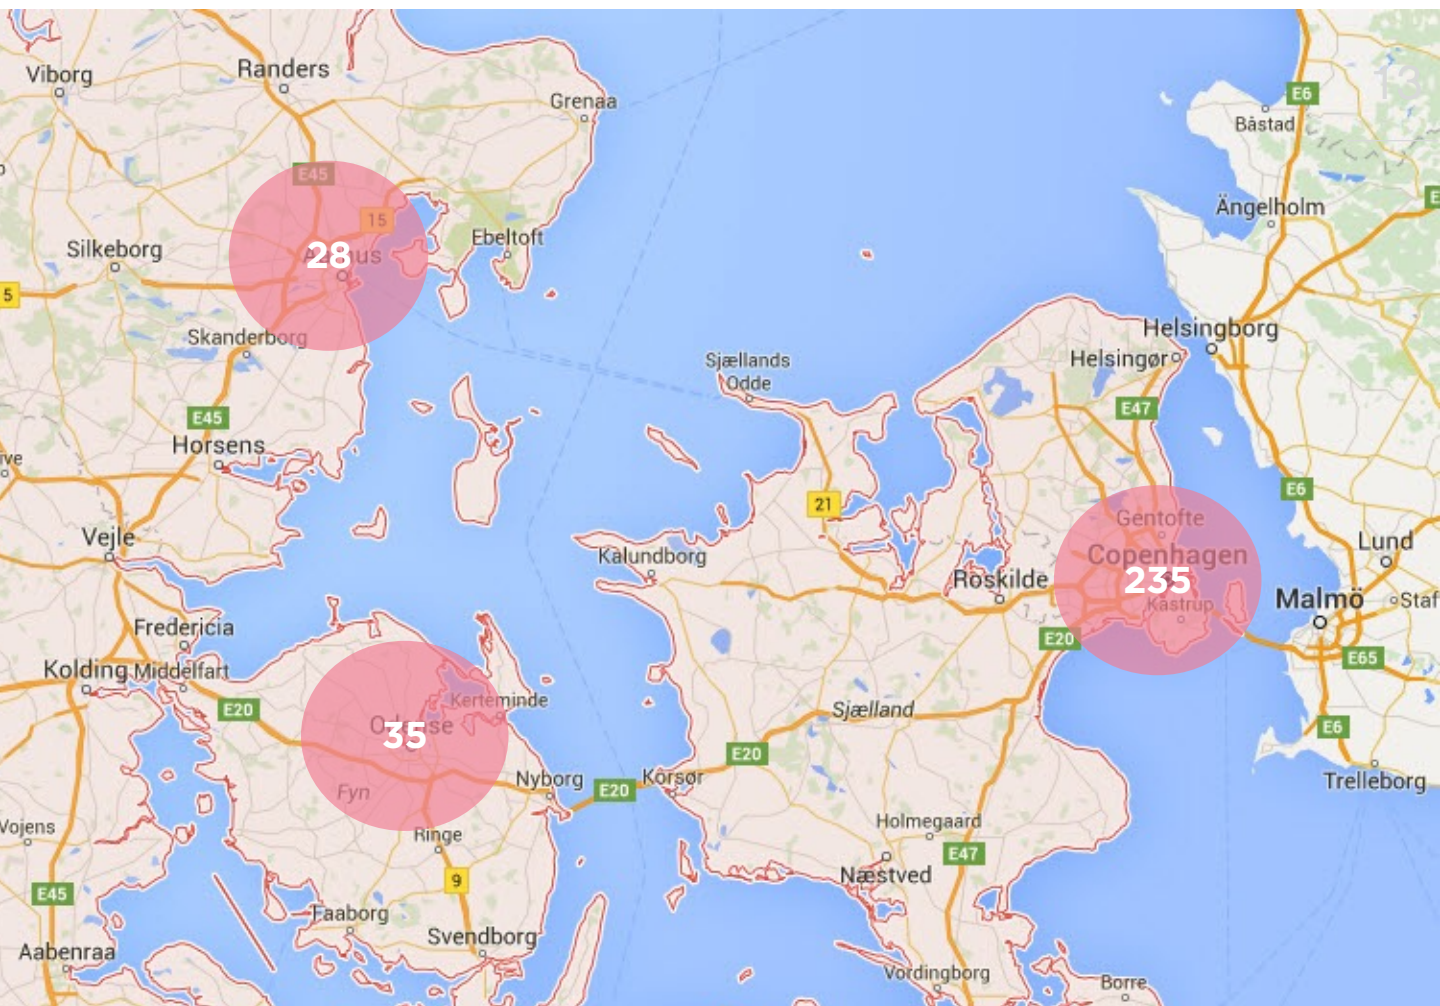 Viborg
Randers
Grenaa
E6
Båstad
E45
15
Ängelholm
E
Silkeborg
28
Ebeltoft
5
Skanderborg
Helsingborg
Helsingør
Sjællands
Odde
E45
E47
Horsens
ve
21
E6
Gentofte
Vejle
Kalundborg
Copenhagen
Lund
Roskilde
235
Kastrup
Malmö
Staf
Fredericia
E20
E65
Kolding
Middelfart
Kerteminde
E20
Sjælland
35
E6
E20
Nyborg
E20
Korsør
Trelleborg
Fyn
Vojens
Ringe
Holmegaard
E47
9
Næstved
E45
Faaborg
Svendborg
Aabenraa
Vordingborg
Borre